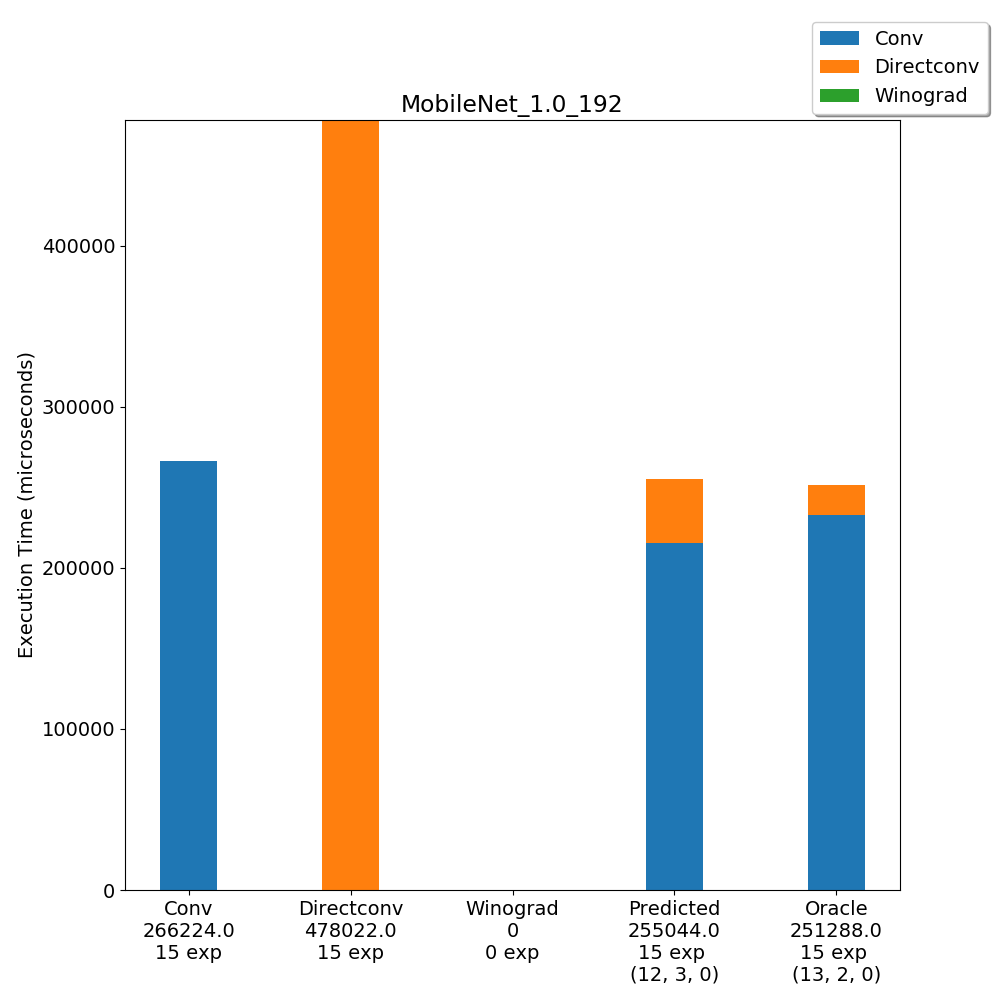 Conv
Directconv
Winograd
MobileNet_1.0_192
Execution Time (microseconds)
400000
300000
200000
100000
0
Conv
266224.0
15 exp
Directconv
478022.0
15 exp
Winograd
0
0 exp
Predicted
255044.0
15 exp
(12, 3, 0)
Oracle
251288.0
15 exp
(13, 2, 0)